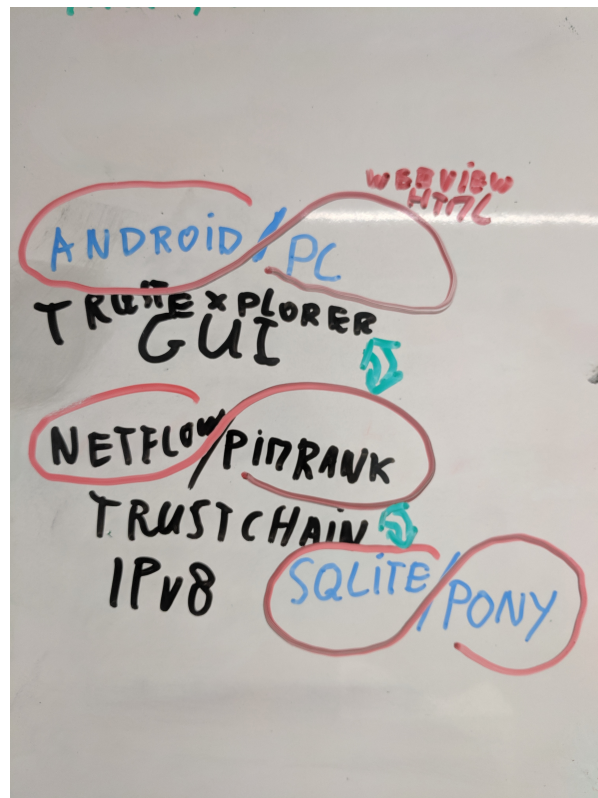 WEBVIEW
HTML
ANDROID/PC
TRUSTEXPLORER
GUI
NETFLOW/PIMRANK
TRUSTCHAIN
IPv8
SQLITE/PONY